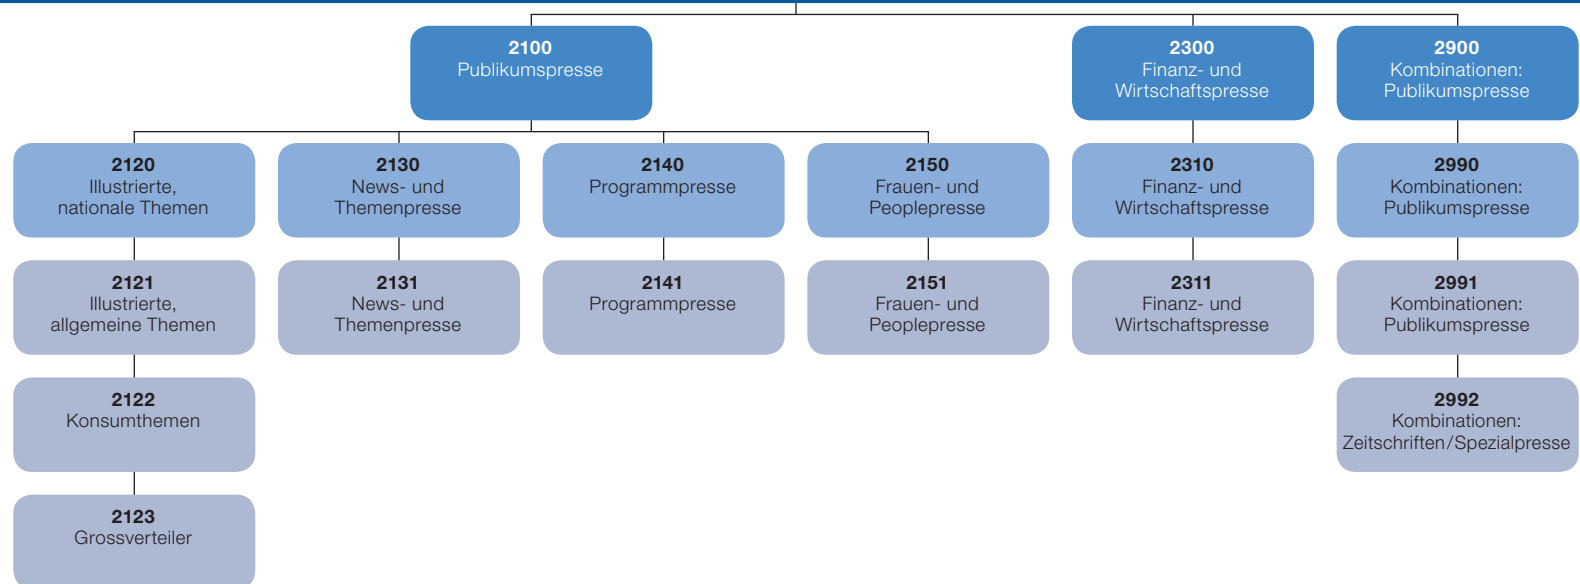 2100
Publikumspresse
2300
Finanz- und
Wirtschaftspresse
2900
Kombinationen:
Publikumspresse
2120
Illustrierte,
nationale Themen
2130
News- und
Themenpresse
2140
Programmpresse
2150
Frauen- und
Peoplepresse
2310
Finanz- und
Wirtschaftspresse
2990
Kombinationen:
Publikumspresse
2121
Illustrierte,
allgemeine Themen
2131
News- und
Themenpresse
2141
Programmpresse
2151
Frauen- und
Peoplepresse
2311
Finanz- und
Wirtschaftspresse
2991
Kombinationen:
Publikumspresse
2122
Konsumthemen
2992
Kombinationen:
Zeitschriften/Spezialpresse
2123
Grossverteiler